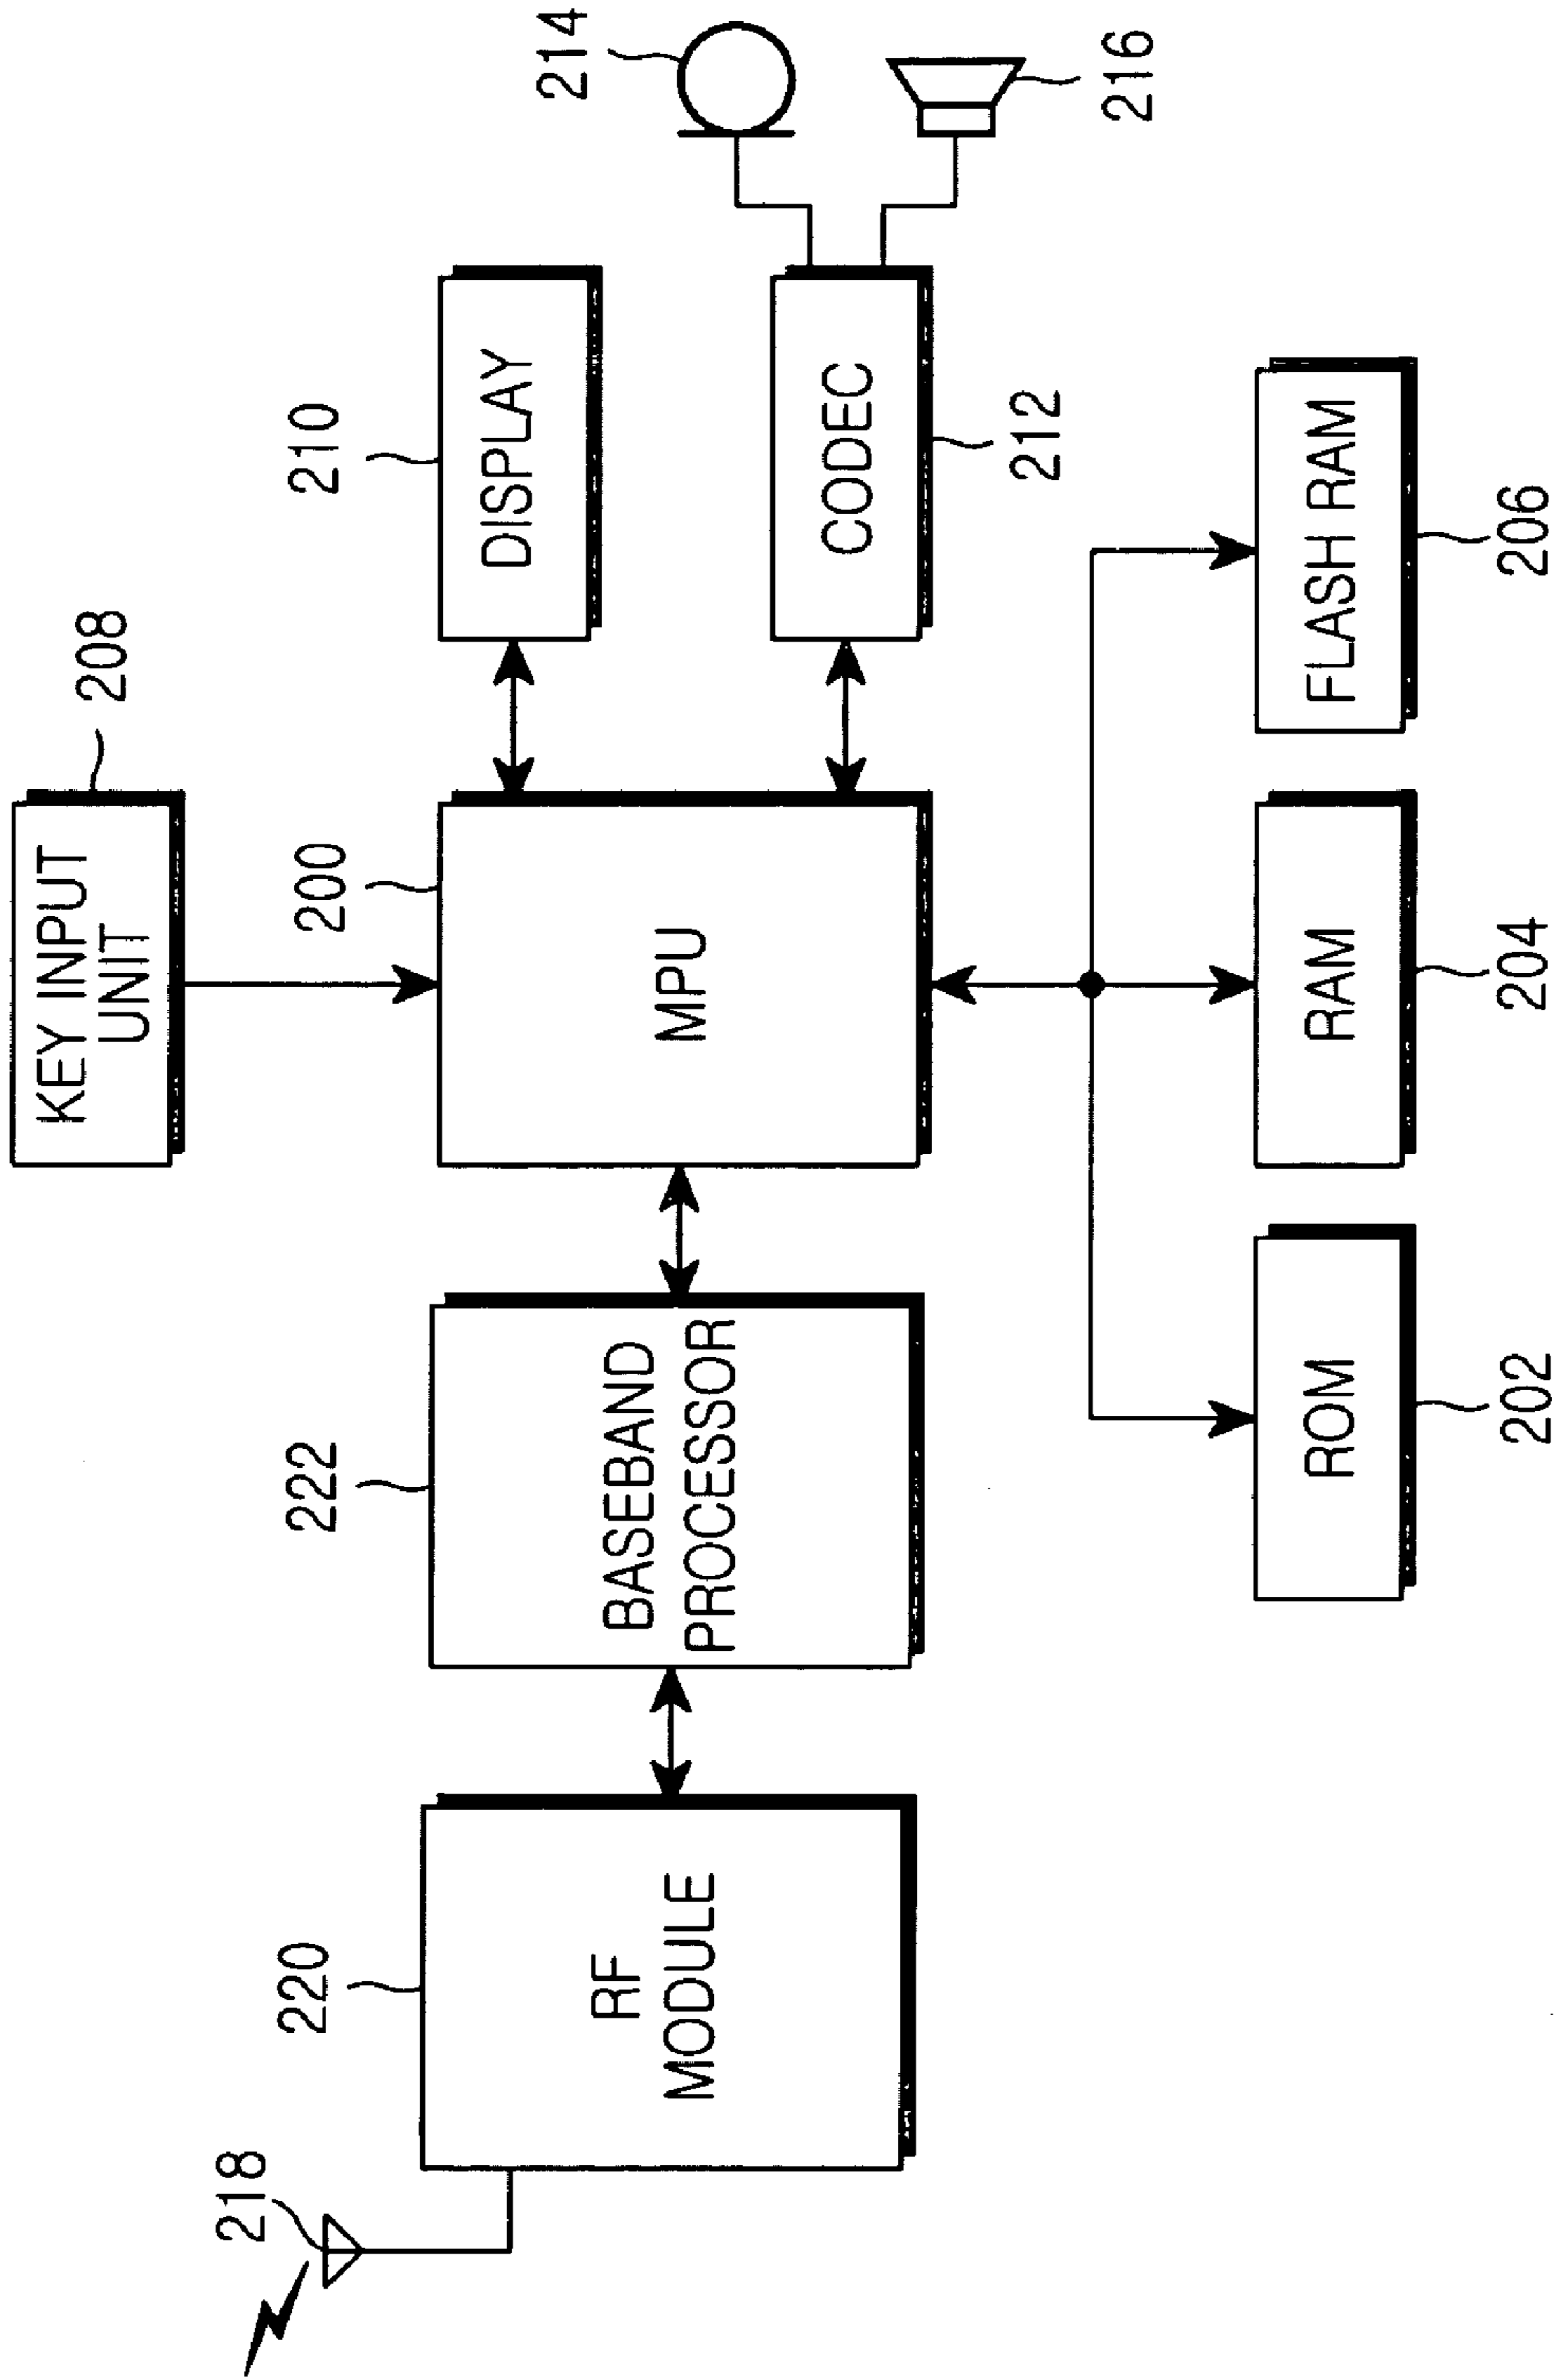 KEY INPUT
UNIT
208
218
220
222
200
210
214
RF
MODULE
BASEBAND
PROCESSOR
MPU
DISPLAY
CODEC
212
216
ROM
RAM
FLASH RAM
202
204
206